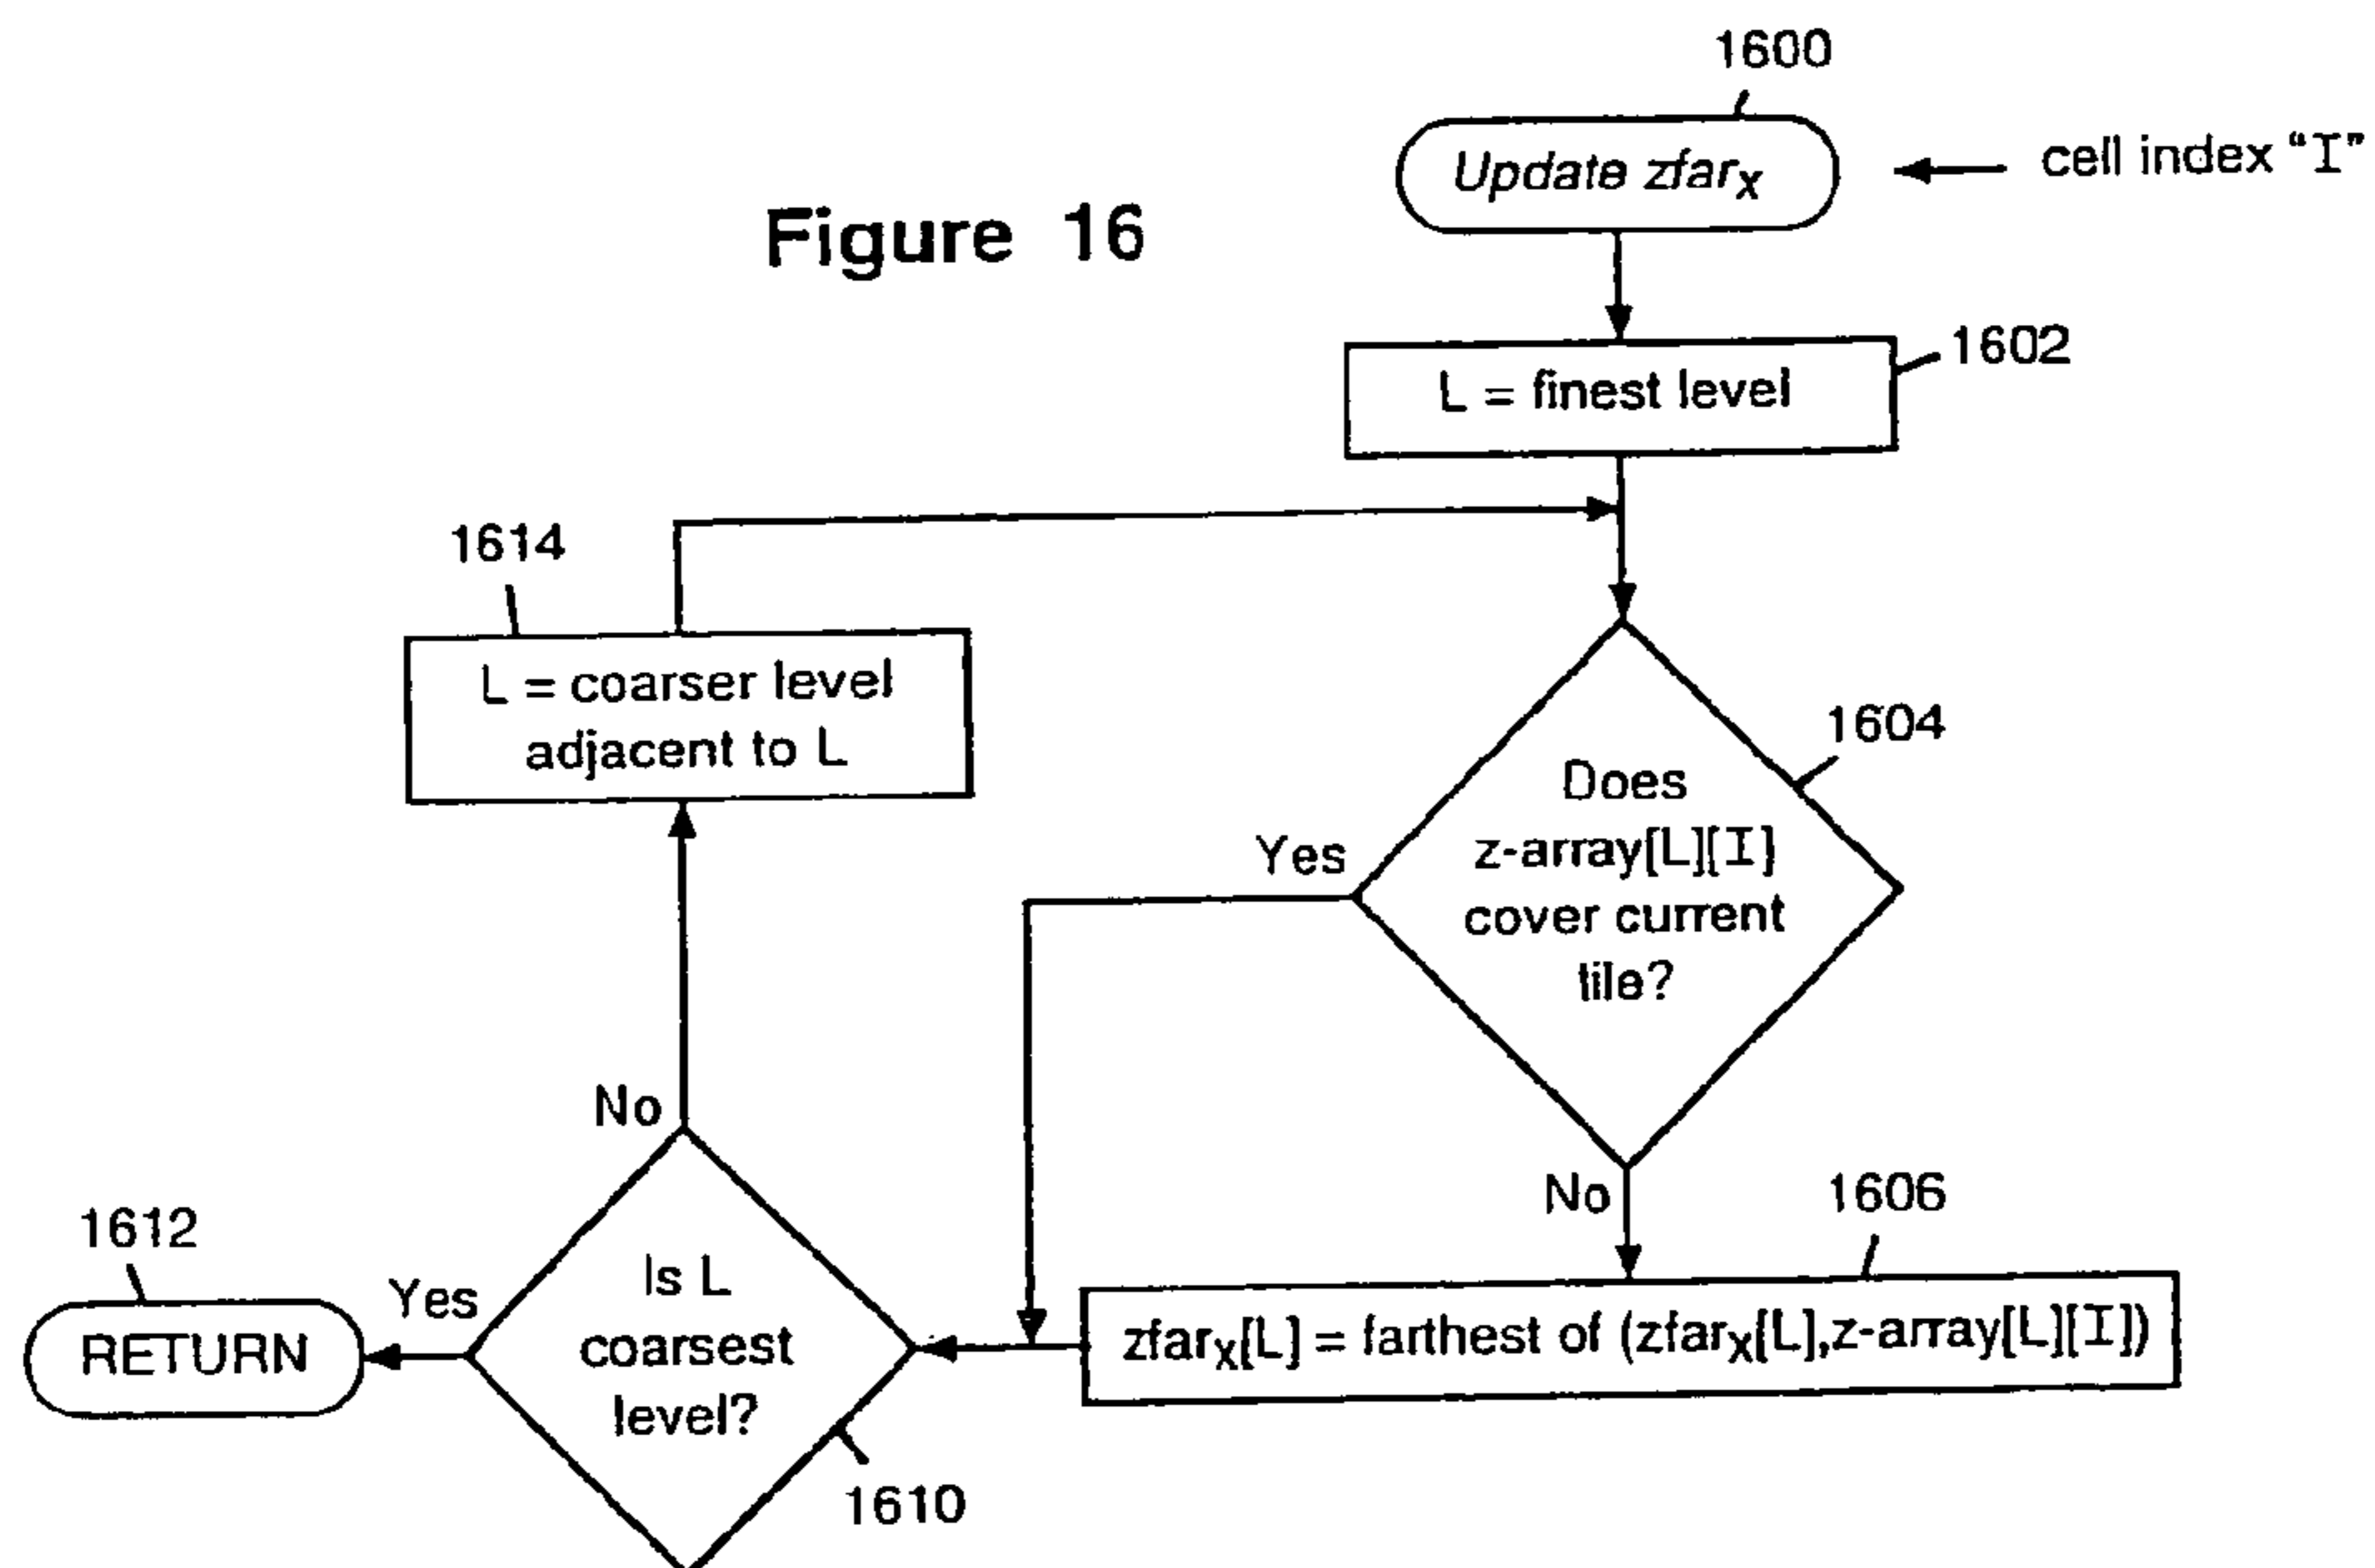 1600
Update zfarx
cell index “I”
Figure 16
1602
L = finest level
1614
L = coarser level
adjacent to L
1604
Does
z-array[L][I]
cover current
tile?
Yes
No
1606
zfarx[L] = farthest of (zfarx[L],z-array[L][I])
No
Is L
coarsest
level?
1610
Yes
1612
RETURN